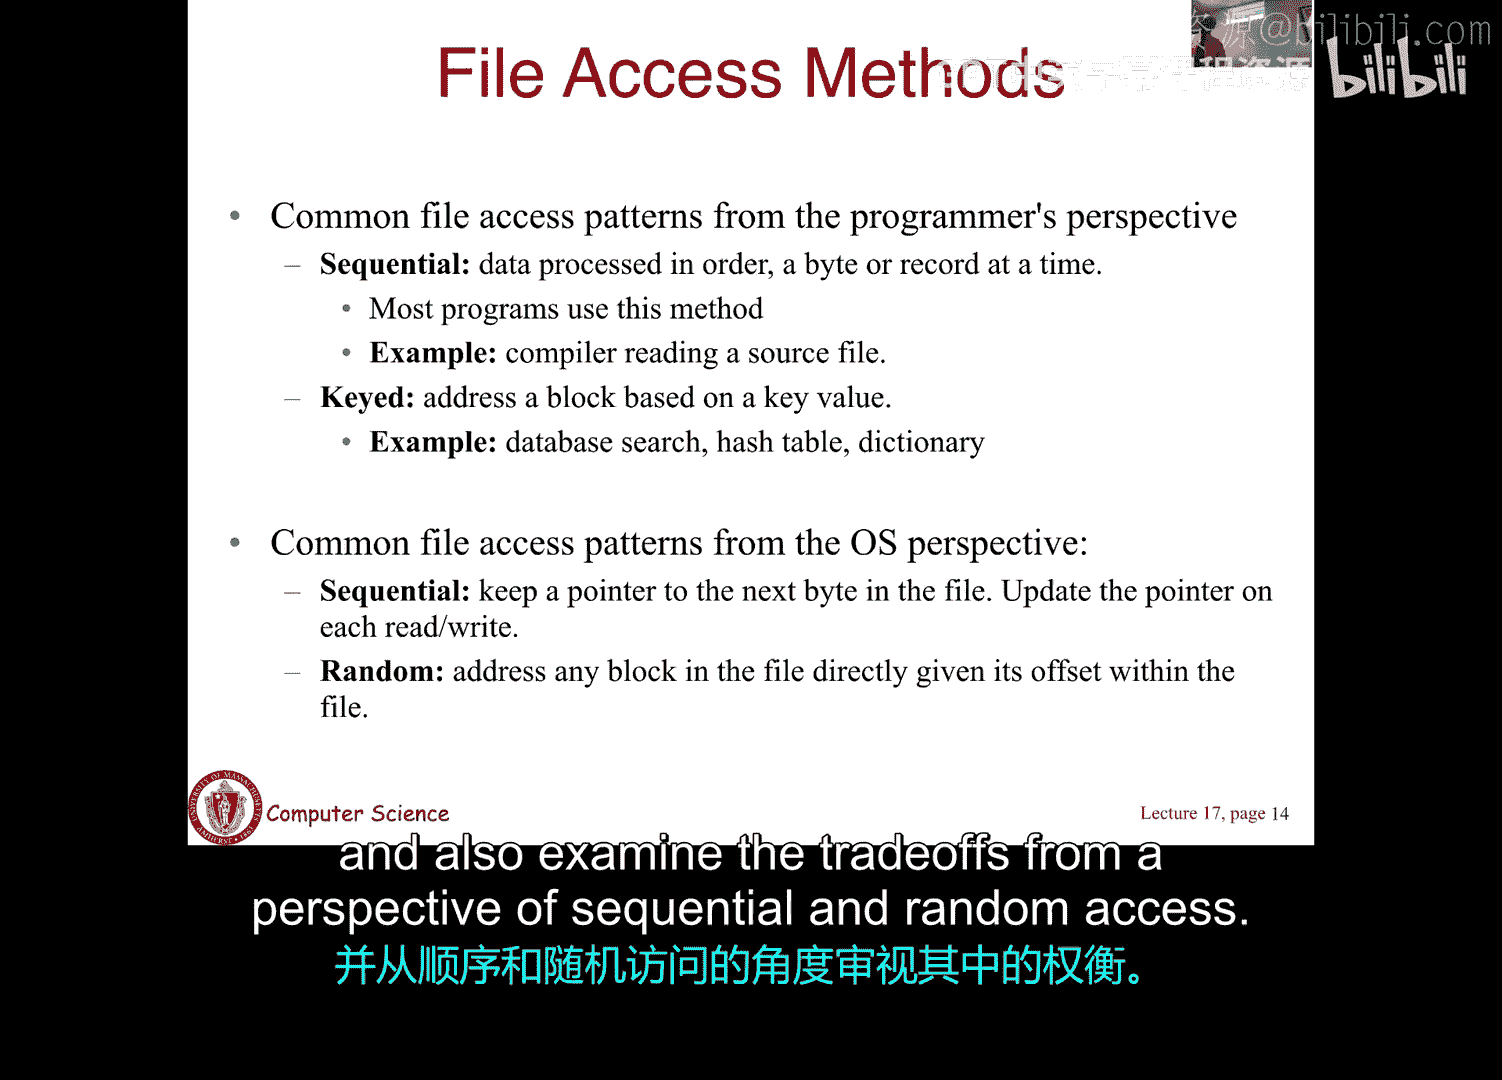 File Access Methods
源@bilibili.com
bilibili
• Common file access patterns from the programmer's perspective
– Sequential: data processed in order, a byte or record at a time.
• Most programs use this method
• Example: compiler reading a source file.
– Keyed: address a block based on a key value.
• Example: database search, hash table, dictionary
• Common file access patterns from the OS perspective:
– Sequential: keep a pointer to the next byte in the file. Update the pointer on
each read/write.
– Random: address any block in the file directly given its offset within the
file.
Computer Science
Lecture 17, page 14
and also examine the tradeoffs from a
perspective of sequential and random access.
并从顺序和随机访问的角度审视其中的权衡。